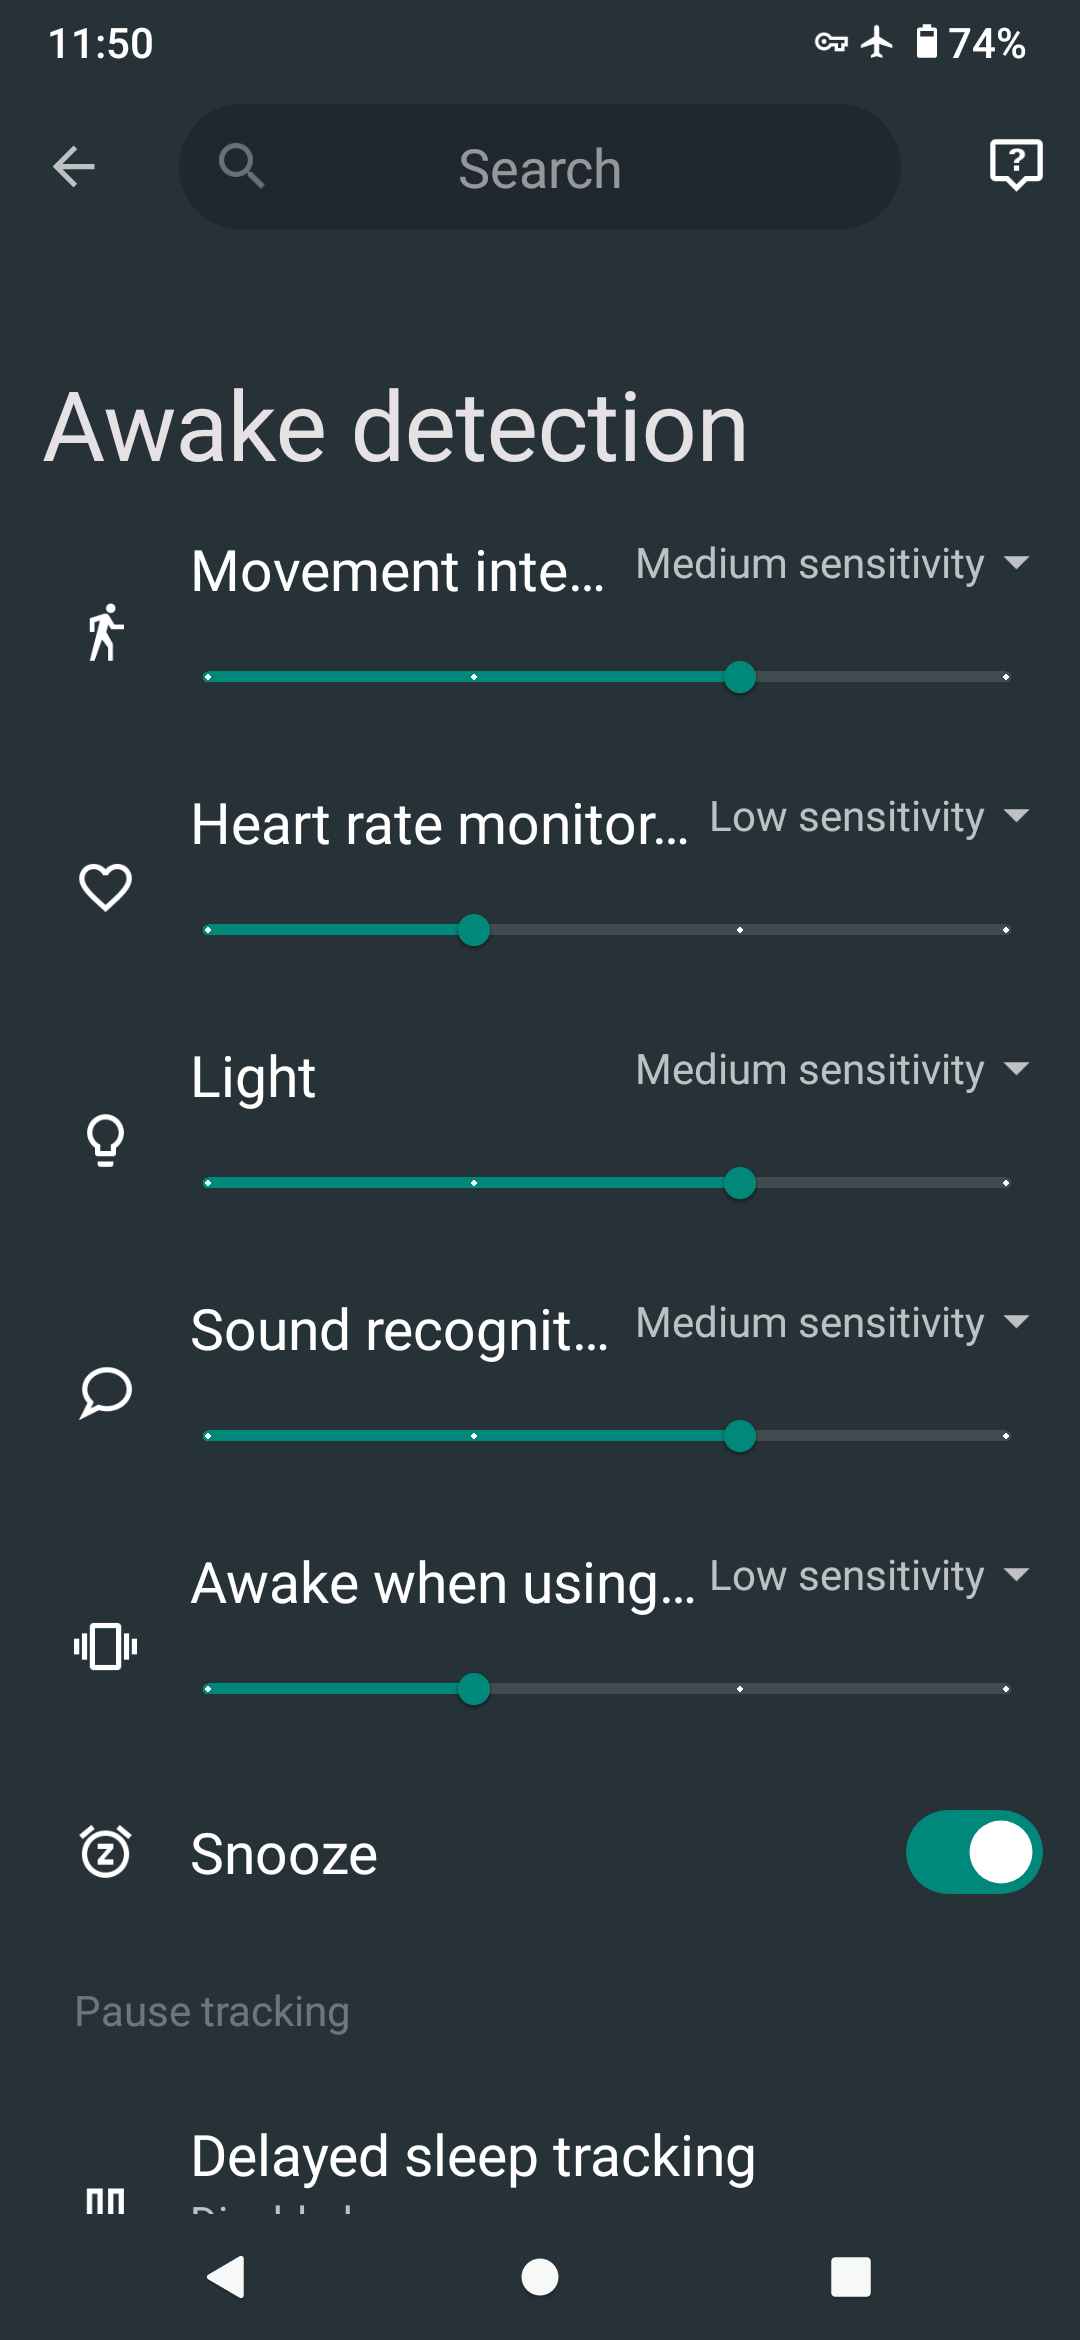 11:50
74%
Search
Awake detection
Movement inte...
Medium sensitivity
Heart rate monitor...
Low sensitivity
Light
Medium sensitivity
Sound recognit...
Medium sensitivity
Awake when using...
Low sensitivity
Snooze
Pause tracking
Delayed sleep tracking